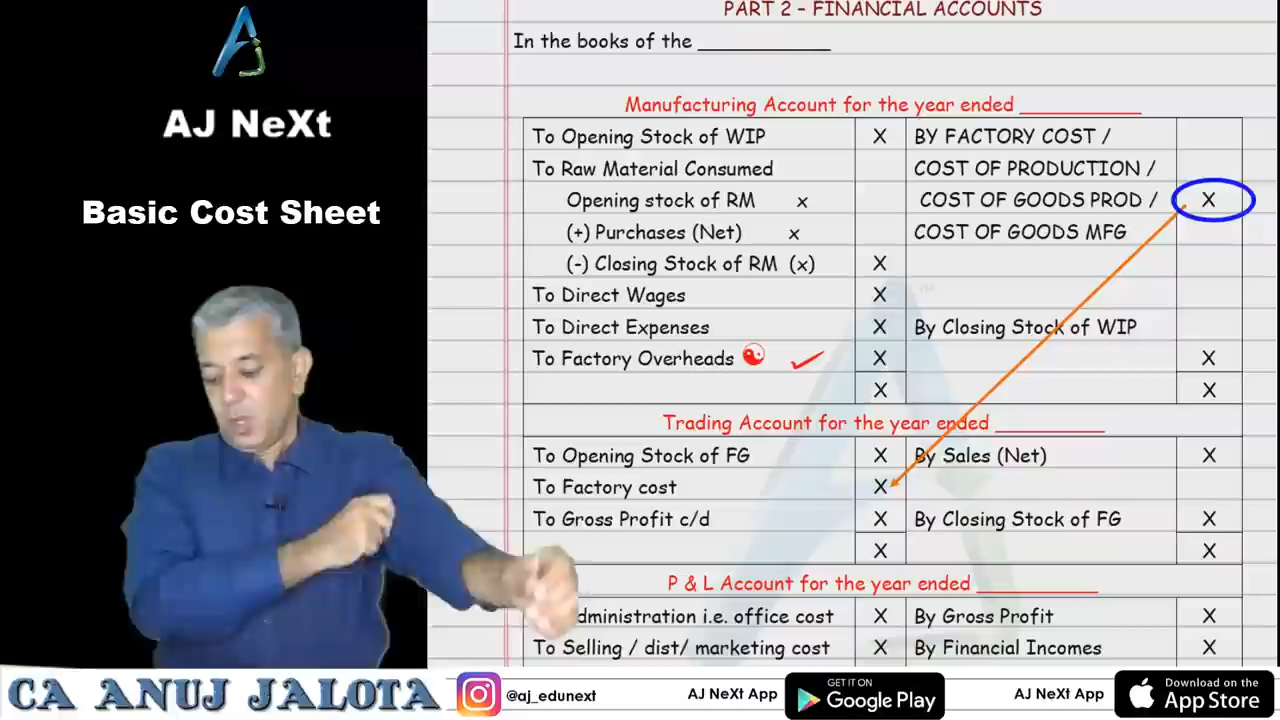 AJ NeXt
Basic Cost Sheet
PART 2 – FINANCIAL ACCOUNTS
In the books of the ___________
Manufacturing Account for the year ended __________
To Opening Stock of WIP X BY FACTORY COST /
To Raw Material Consumed COST OF PRODUCTION /
Opening stock of RM x COST OF GOODS PROD / X
(+) Purchases (Net) x COST OF GOODS MFG
(-) Closing Stock of RM (x) X
To Direct Wages X
To Direct Expenses X By Closing Stock of WIP
To Factory Overheads X X
X X
Trading Account for the year ended _________
To Opening Stock of FG X By Sales (Net) X
To Factory cost X
To Gross Profit c/d X By Closing Stock of FG X
X X
P & L Account for the year ended __________
dministration i.e. office cost X By Gross Profit X
To Selling / dist/ marketing cost X By Financial Incomes X
CA ANUJ JALOTA @aj_edunext AJ NeXt App GET IT ON Google Play AJ NeXt App Download on the App Store